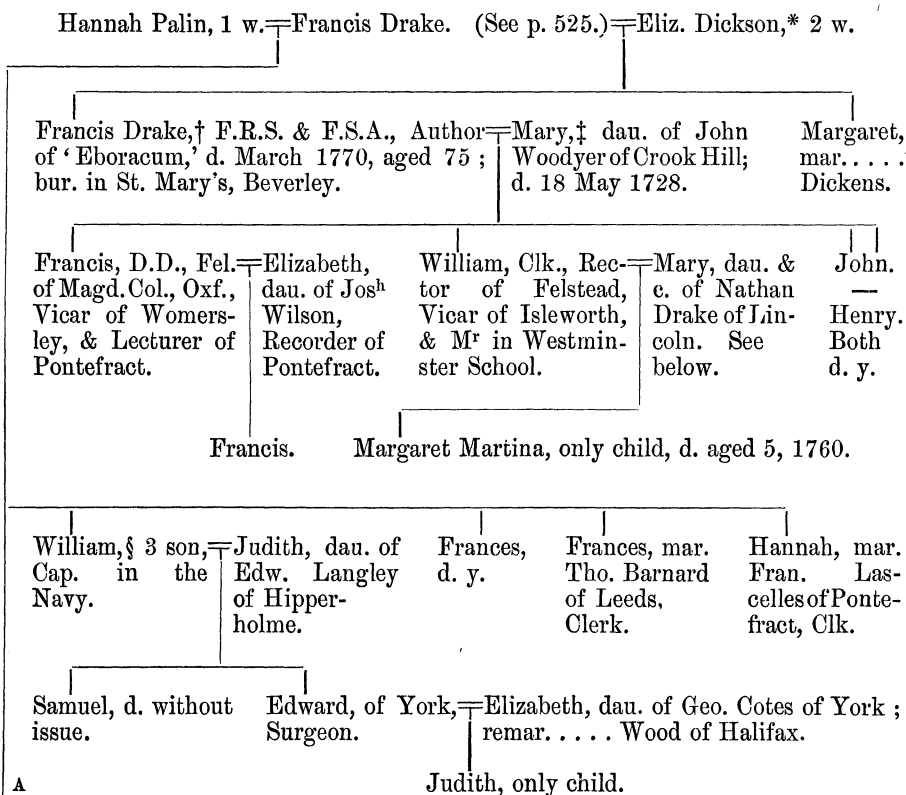 Hannah Palin, 1 w.=Francis Drake. (See p. 525.)=Eliz. Dickson,* 2 w.
Francis Drake,† F.R.S. & F.S.A., Author=Mary,‡ dau. of John
of ‘Eboracum,’ d. March 1770, aged 75 ;
bur. in St. Mary's, Beverley.
Woodyer of Crook Hill;
d. 18 May 1728.
Margaret,
mar. . . . .
Dickens.
Francis, D.D., Fel.=Elizabeth,
of Magd. Col., Oxf.,
Vicar of Womers-
ley, & Lecturer of
Pontefract.
dau. of Josʰ
Wilson,
Recorder of
Pontefract.
William, Clk., Rec-=Mary, dau. &
tor of Felstead,
Vicar of Isleworth,
& Mʳ in Westmin-
ster School.
c. of Nathan
Drake of Lin-
coln. See
below.
John.
—
Henry.
Both
d. y.
Francis.
Margaret Martina, only child, d. aged 5, 1760.
William,§ 3 son,=Judith, dau. of
Cap. in the
Navy.
Edw. Langley
of Hipper-
holme.
Frances,
d. y.
Frances, mar.
Tho. Barnard
of Leeds,
Clerk.
Hannah, mar.
Fran. Las-
celles of Ponte-
fract, Clk.
Samuel, d. without
issue.
Edward, of York,=Elizabeth, dau. of Geo. Cotes of York ;
Surgeon.
remar. . . . . Wood of Halifax.
Judith, only child.
A